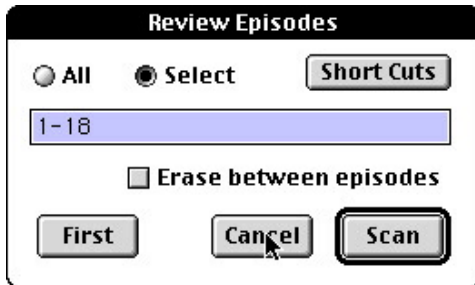 Review Episodes
All Select Short Cuts
1-18
Erase between episodes
First Cancel Scan